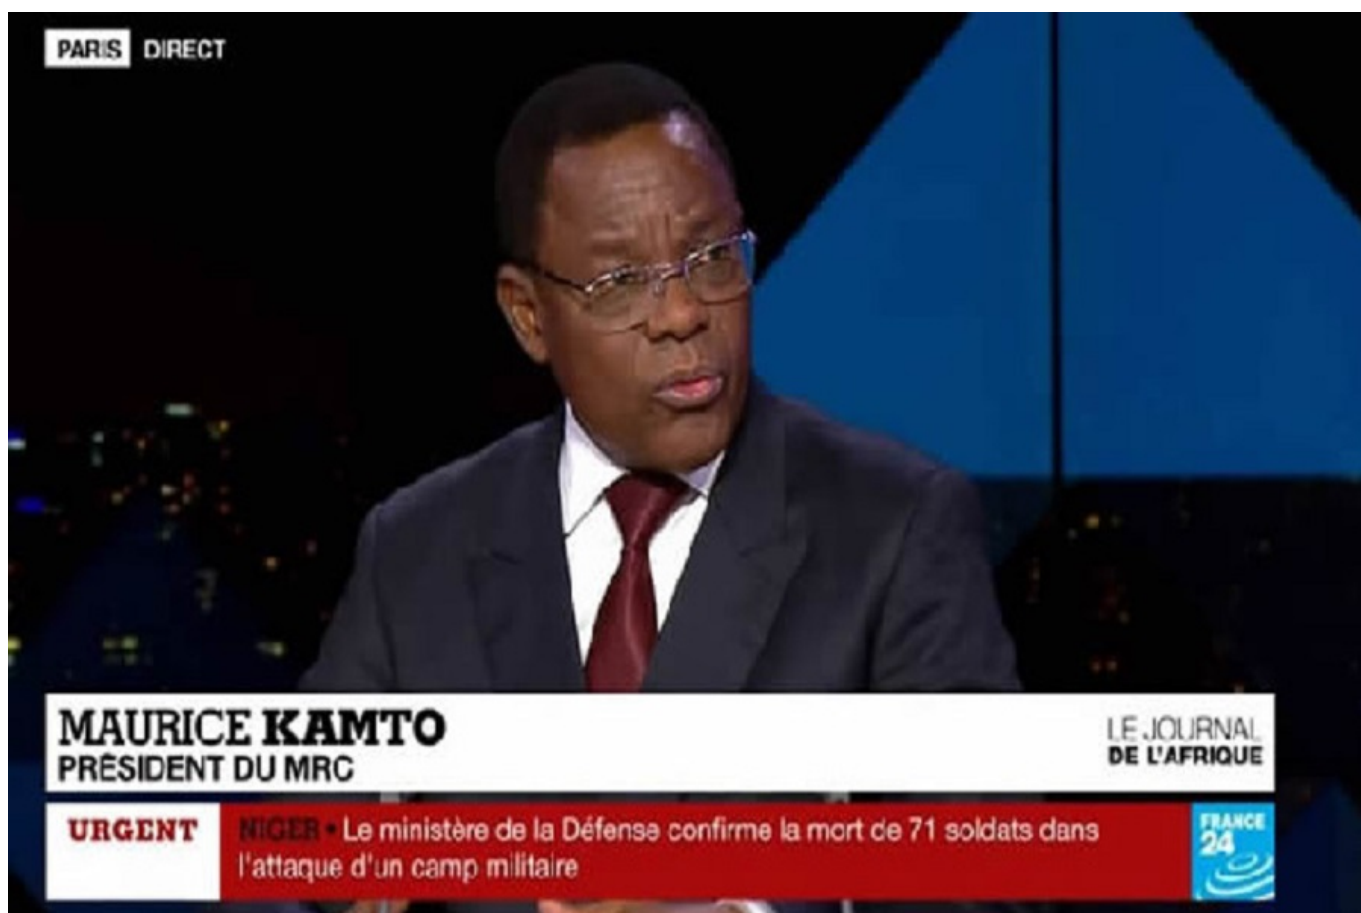 PARIS DIRECT
MAURICE KAMTO
PRÉSIDENT DU MRC
LE JOURNAL
DE L'AFRIQUE
URGENT
NIGER • Le ministère de la Défense confirme la mort de 71 soldats dans
l'attaque d'un camp militaire
FRANCE
24